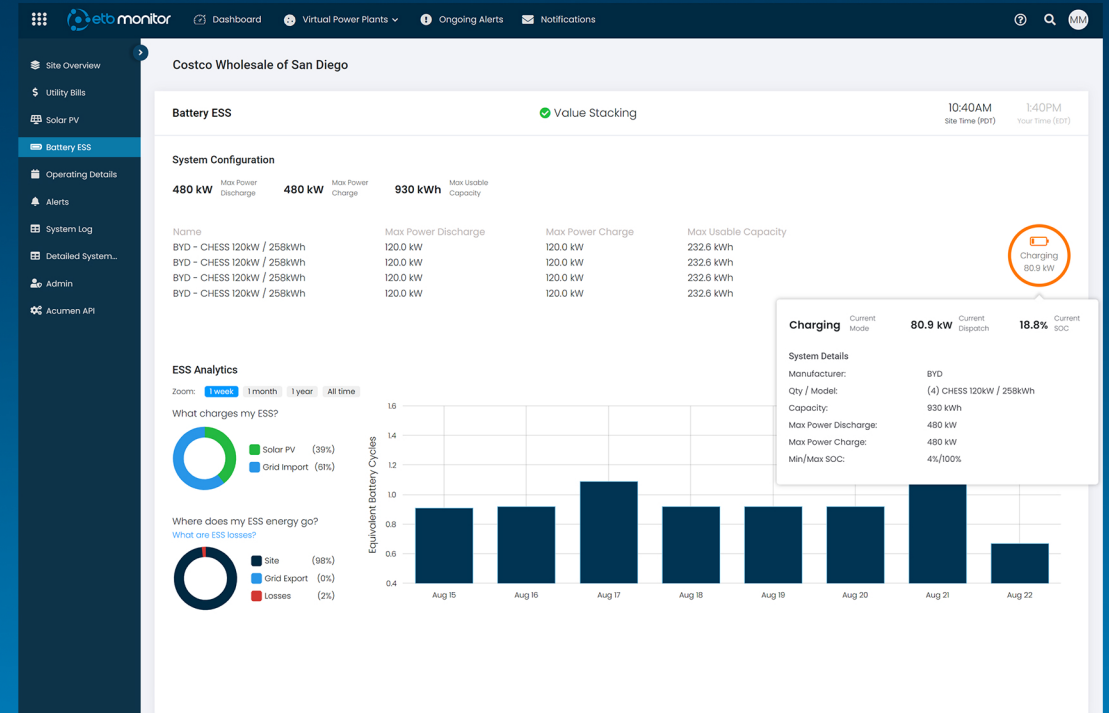 etb monitor
Dashboard
Virtual Power Plants
Ongoing Alerts
Notifications
MM
Site Overview
Utility Bills
Solar PV
Battery ESS
Operating Details
Alerts
System Log
Detailed System...
Admin
Acumen API
Costco Wholesale of San Diego
Battery ESS
Value Stacking
10:40AM
Site Time (PDT)
1:40PM
Your Time (EDT)
System Configuration
480 kW Max Power Discharge
480 kW Max Power Charge
930 kWh Max Usable Capacity
Name Max Power Discharge Max Power Charge Max Usable Capacity
BYD - CHESS 120kW / 258kWh 120.0 kW 120.0 kW 232.6 kWh
BYD - CHESS 120kW / 258kWh 120.0 kW 120.0 kW 232.6 kWh
BYD - CHESS 120kW / 258kWh 120.0 kW 120.0 kW 232.6 kWh
BYD - CHESS 120kW / 258kWh 120.0 kW 120.0 kW 232.6 kWh
Charging
80.9 kW
Charging Current Mode
80.9 kW Current Dispatch
18.8% Current SOC
System Details
Manufacturer: BYD
Qty / Model: (4) CHESS 120kW / 258kWh
Capacity: 930 kWh
Max Power Discharge: 480 kW
Max Power Charge: 480 kW
Min/Max SOC: 4%/100%
ESS Analytics
Zoom: 1 week 1 month 1 year All time
What charges my ESS?
Solar PV (39%)
Grid Import (61%)
Where does my ESS energy go?
What are ESS losses?
Site (98%)
Grid Export (0%)
Losses (2%)
Equivalent Battery Cycles
1.6
1.4
1.2
1.0
0.8
0.6
0.4
Aug 15 Aug 16 Aug 17 Aug 18 Aug 19 Aug 20 Aug 21 Aug 22